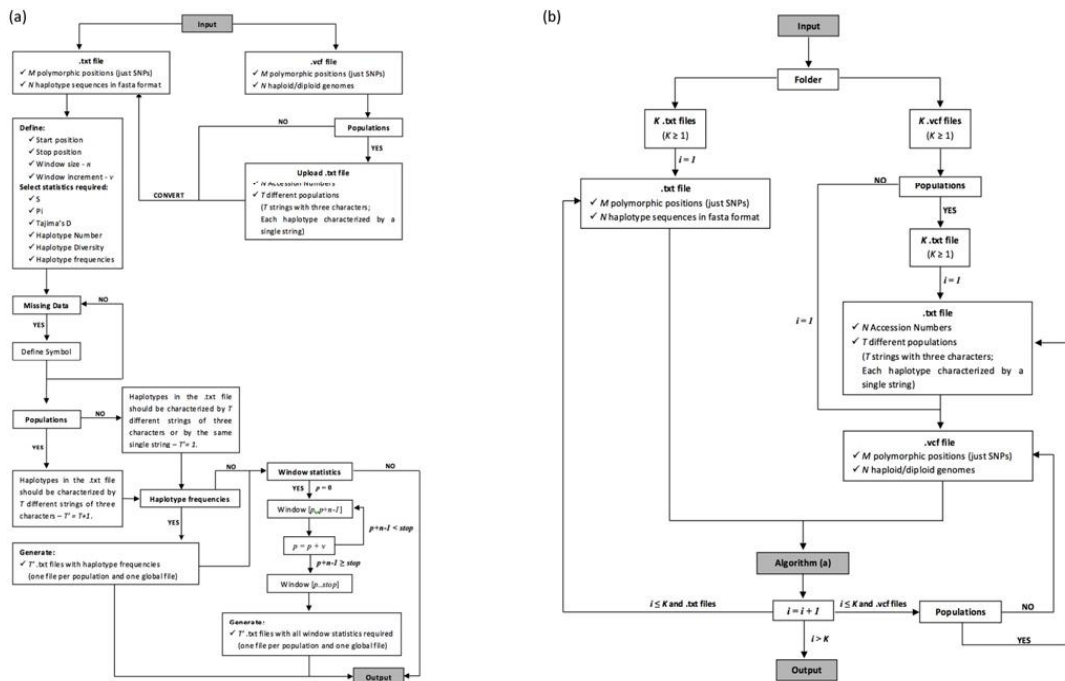 (a)
Input
.txt file
✓ M polymorphic positions (just SNPs)
✓ N haplotype sequences in fasta format
.vcf file
✓ M polymorphic positions (just SNPs)
✓ N haploid/diploid genomes
Define:
✓ Start position
✓ Stop position
✓ Window size - n
✓ Window increment - v
Select statistics required:
✓ S
✓ Pi
✓ Tajima's D
✓ Haplotype Number
✓ Haplotype Diversity
✓ Haplotype frequencies
NO
Populations
YES
CONVERT
Upload .txt file
✓ N Accession Numbers
✓ T different populations
(T strings with three characters;
Each haplotype characterized by a
single string)
Missing Data
NO
YES
Define Symbol
Populations
NO
YES
Haplotypes in the .txt file
should be characterized by T
different strings of three
characters or by the same
single string – T'= 1.
Haplotypes in the .txt file
should be characterized by
T different strings of three
characters – T' = T+1.
Haplotype frequencies
NO
YES
Generate:
✓ T' .txt files with haplotype frequencies
(one file per population and one global file)
Window statistics
NO
YES
p = 0
Window [p...p+n-1]
p+n-1 < stop
p = p + v
p+n-1 ≥ stop
Window [p...stop]
Generate:
✓ T' .txt files with all window statistics required
(one file per population and one global file)
Output
(b)
Input
Folder
K .txt files
(K ≥ 1)
K .vcf files
(K ≥ 1)
i = 1
.txt file
✓ M polymorphic positions (just SNPs)
✓ N haplotype sequences in fasta format
NO
Populations
YES
K .txt file
(K ≥ 1)
i = 1
i = 1
.txt file
✓ N Accession Numbers
✓ T different populations
(T strings with three characters;
Each haplotype characterized by a
single string)
.vcf file
✓ M polymorphic positions (just SNPs)
✓ N haploid/diploid genomes
Algorithm (a)
i ≤ K and .txt files
i = i + 1
i ≤ K and .vcf files
Populations
NO
YES
i > K
Output